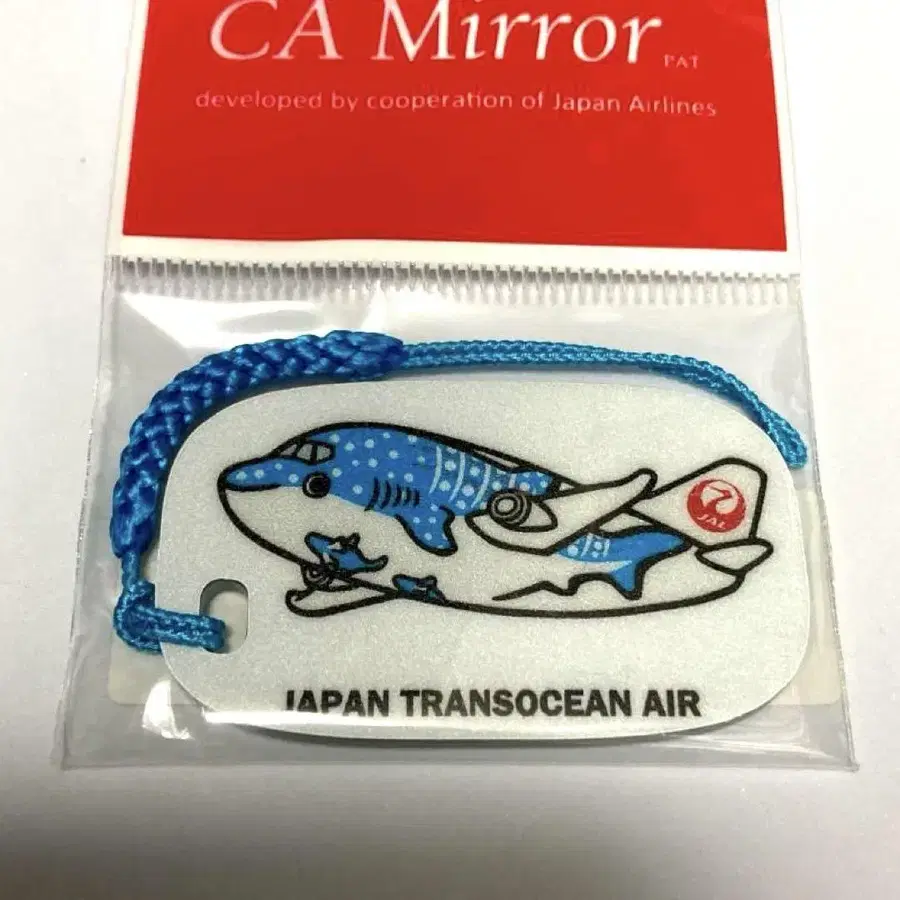 CA Mirror PAT
developed by cooperation of Japan Airlines
JAL
JAPAN TRANSOCEAN AIR